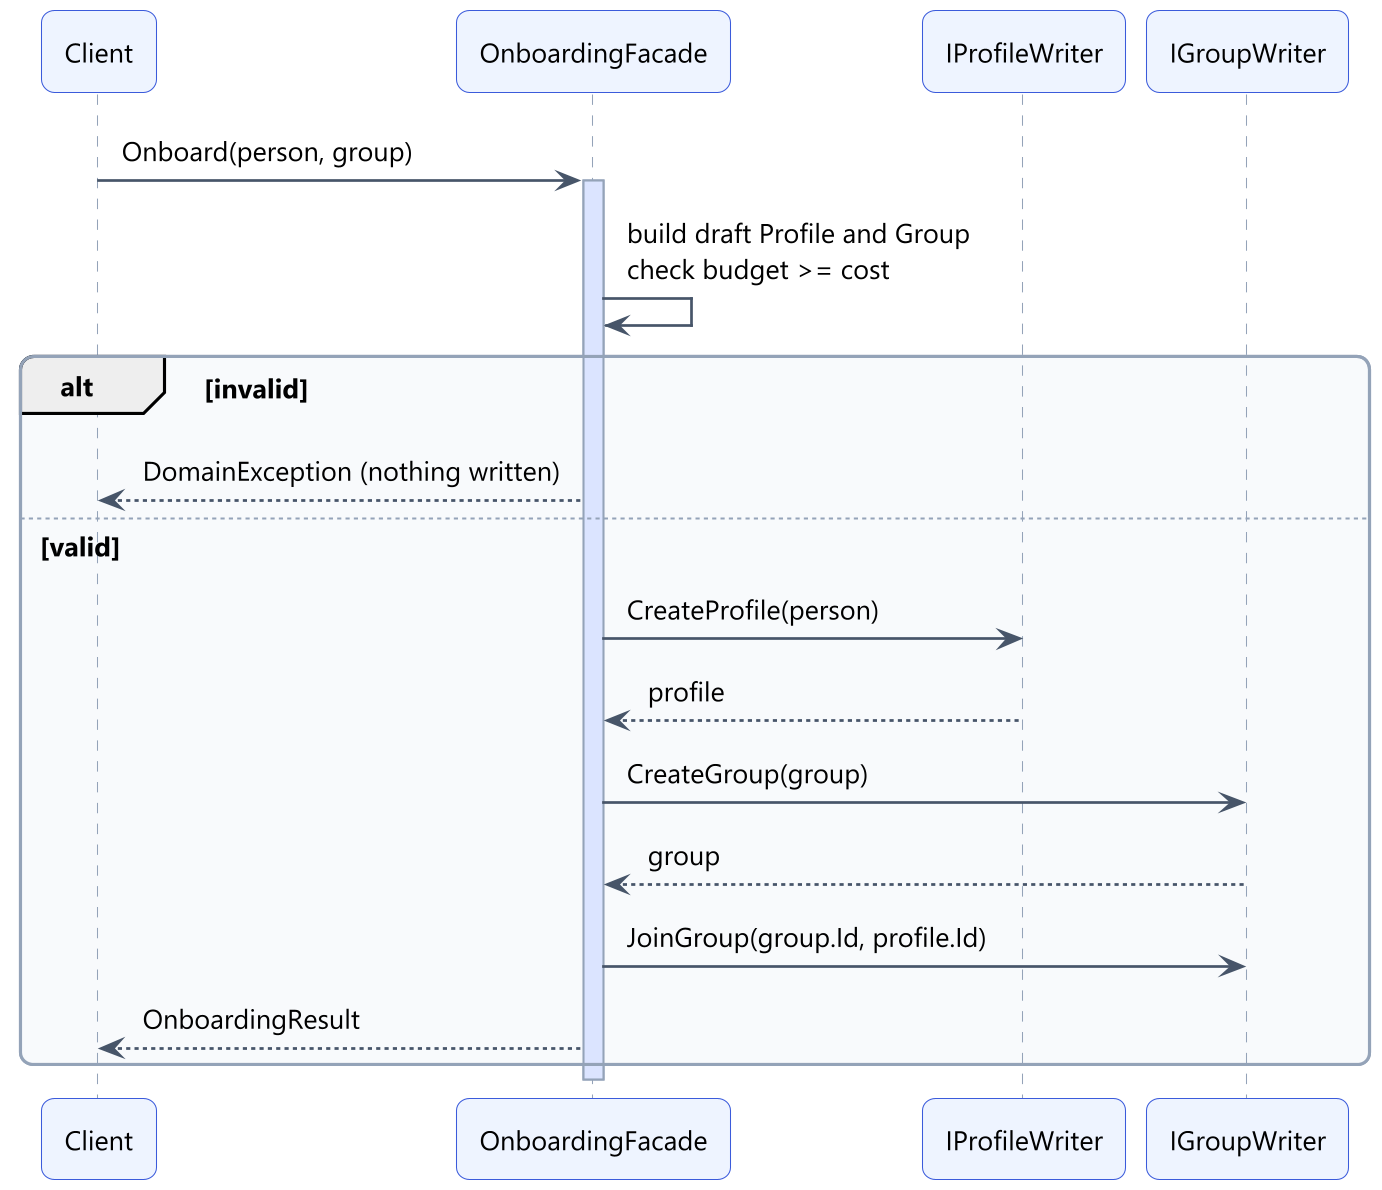 Client
OnboardingFacade
IProfileWriter
IGroupWriter
Onboard(person, group)
build draft Profile and Group
check budget >= cost
alt
[invalid]
DomainException (nothing written)
[valid]
CreateProfile(person)
profile
CreateGroup(group)
group
JoinGroup(group.Id, profile.Id)
OnboardingResult
Client
OnboardingFacade
IProfileWriter
IGroupWriter